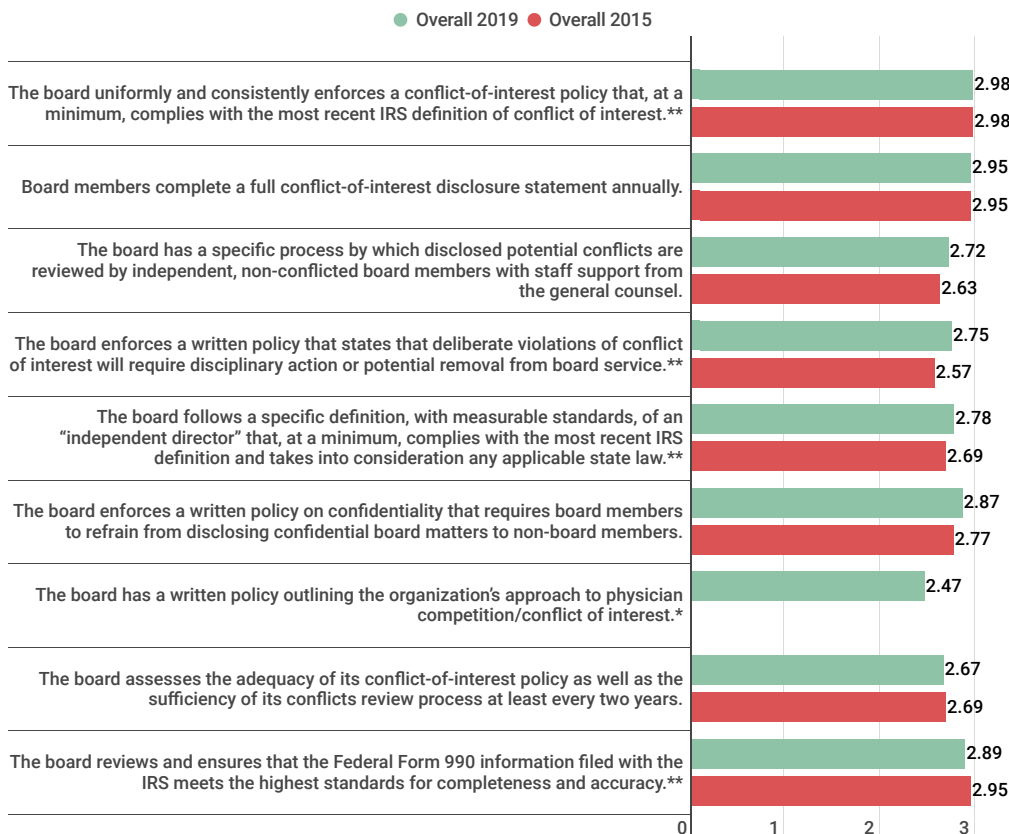 Overall 2019 Overall 2015
The board uniformly and consistently enforces a conflict-of-interest policy that, at a
minimum, complies with the most recent IRS definition of conflict of interest.**
2.98
2.98
Board members complete a full conflict-of-interest disclosure statement annually.
2.95
2.95
The board has a specific process by which disclosed potential conflicts are
reviewed by independent, non-conflicted board members with staff support from
the general counsel.
2.72
2.63
The board enforces a written policy that states that deliberate violations of conflict
of interest will require disciplinary action or potential removal from board service.**
2.75
2.57
The board follows a specific definition, with measurable standards, of an
“independent director” that, at a minimum, complies with the most recent IRS
definition and takes into consideration any applicable state law.**
2.78
2.69
The board enforces a written policy on confidentiality that requires board members
to refrain from disclosing confidential board matters to non-board members.
2.87
2.77
The board has a written policy outlining the organization’s approach to physician
competition/conflict of interest.*
2.47
The board assesses the adequacy of its conflict-of-interest policy as well as the
sufficiency of its conflicts review process at least every two years.
2.67
2.69
The board reviews and ensures that the Federal Form 990 information filed with the
IRS meets the highest standards for completeness and accuracy.**
2.89
2.95
0 1 2 3